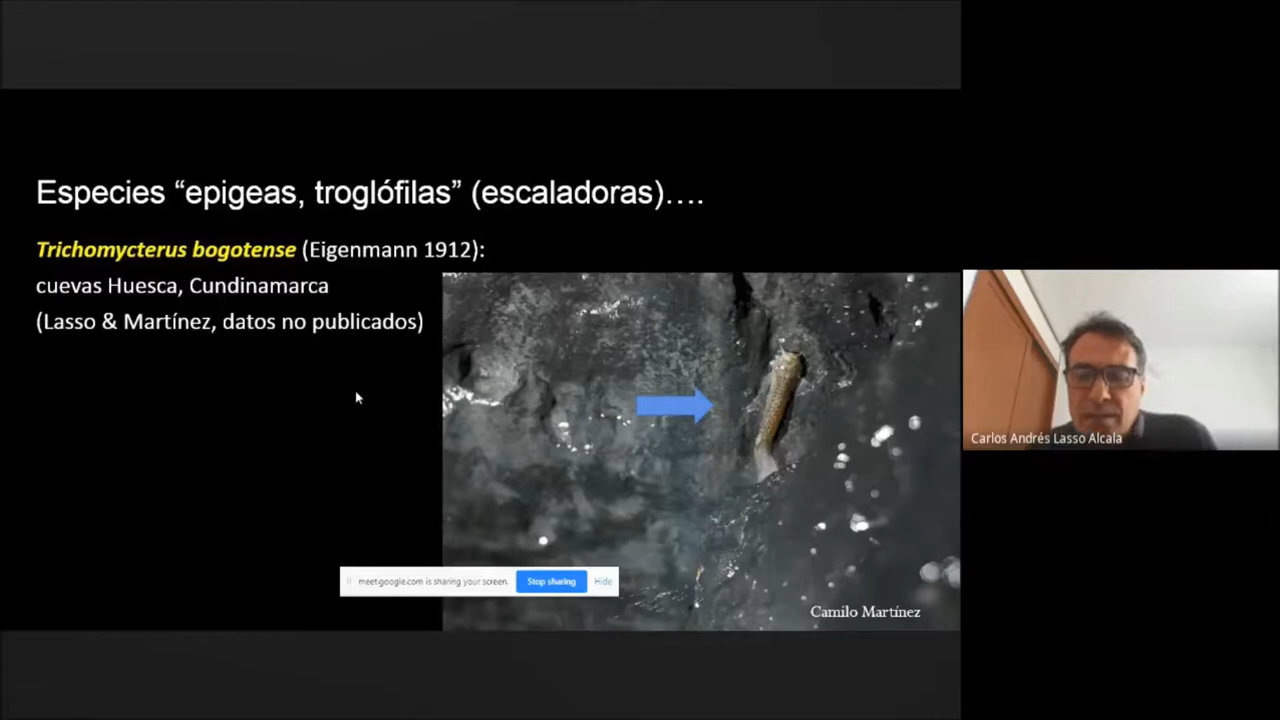 Especies “epigeas, troglófilas” (escaladoras)….
Trichomycterus bogotense (Eigenmann 1912):
cuevas Huesca, Cundinamarca
(Lasso & Martínez, datos no publicados)
Carlos Andrés Lasso Alcala
meet.google.com is sharing your screen.
Stop sharing
Hide
Camilo Martínez